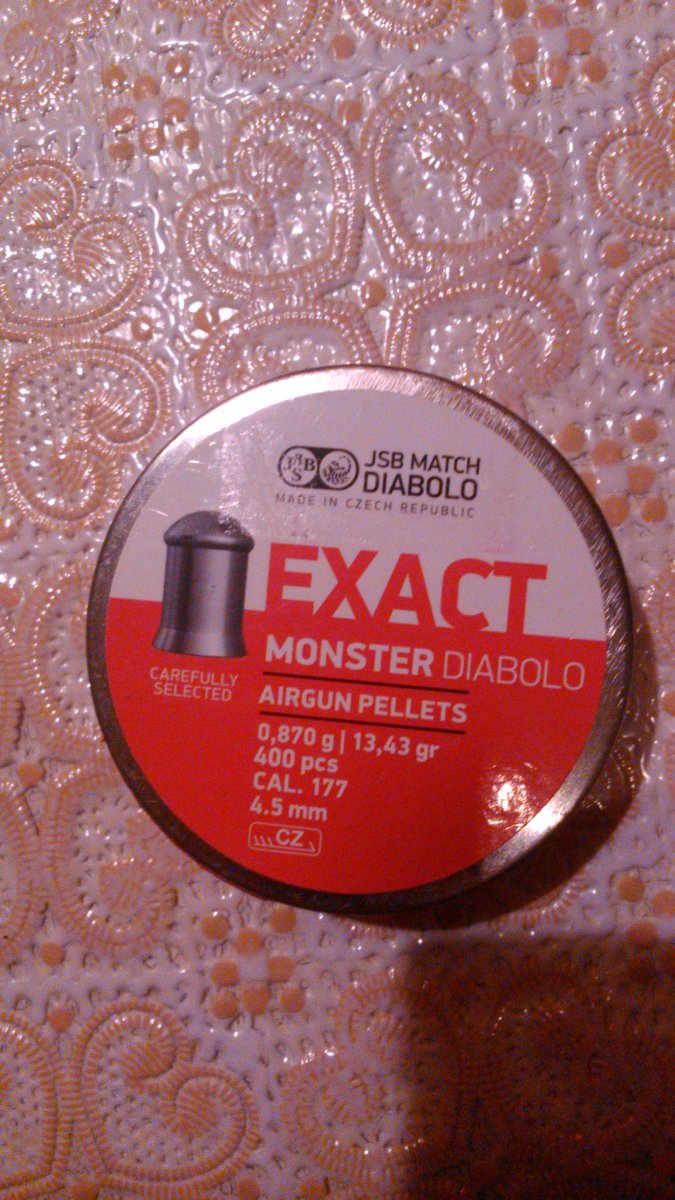 JSB
JSB MATCH
DIABOLO
MADE IN CZECH REPUBLIC
EXACT
MONSTER DIABOLO
CAREFULLY
SELECTED
AIRGUN PELLETS
0,870 g | 13,43 gr
400 pcs
CAL. 177
4.5 mm
CZ